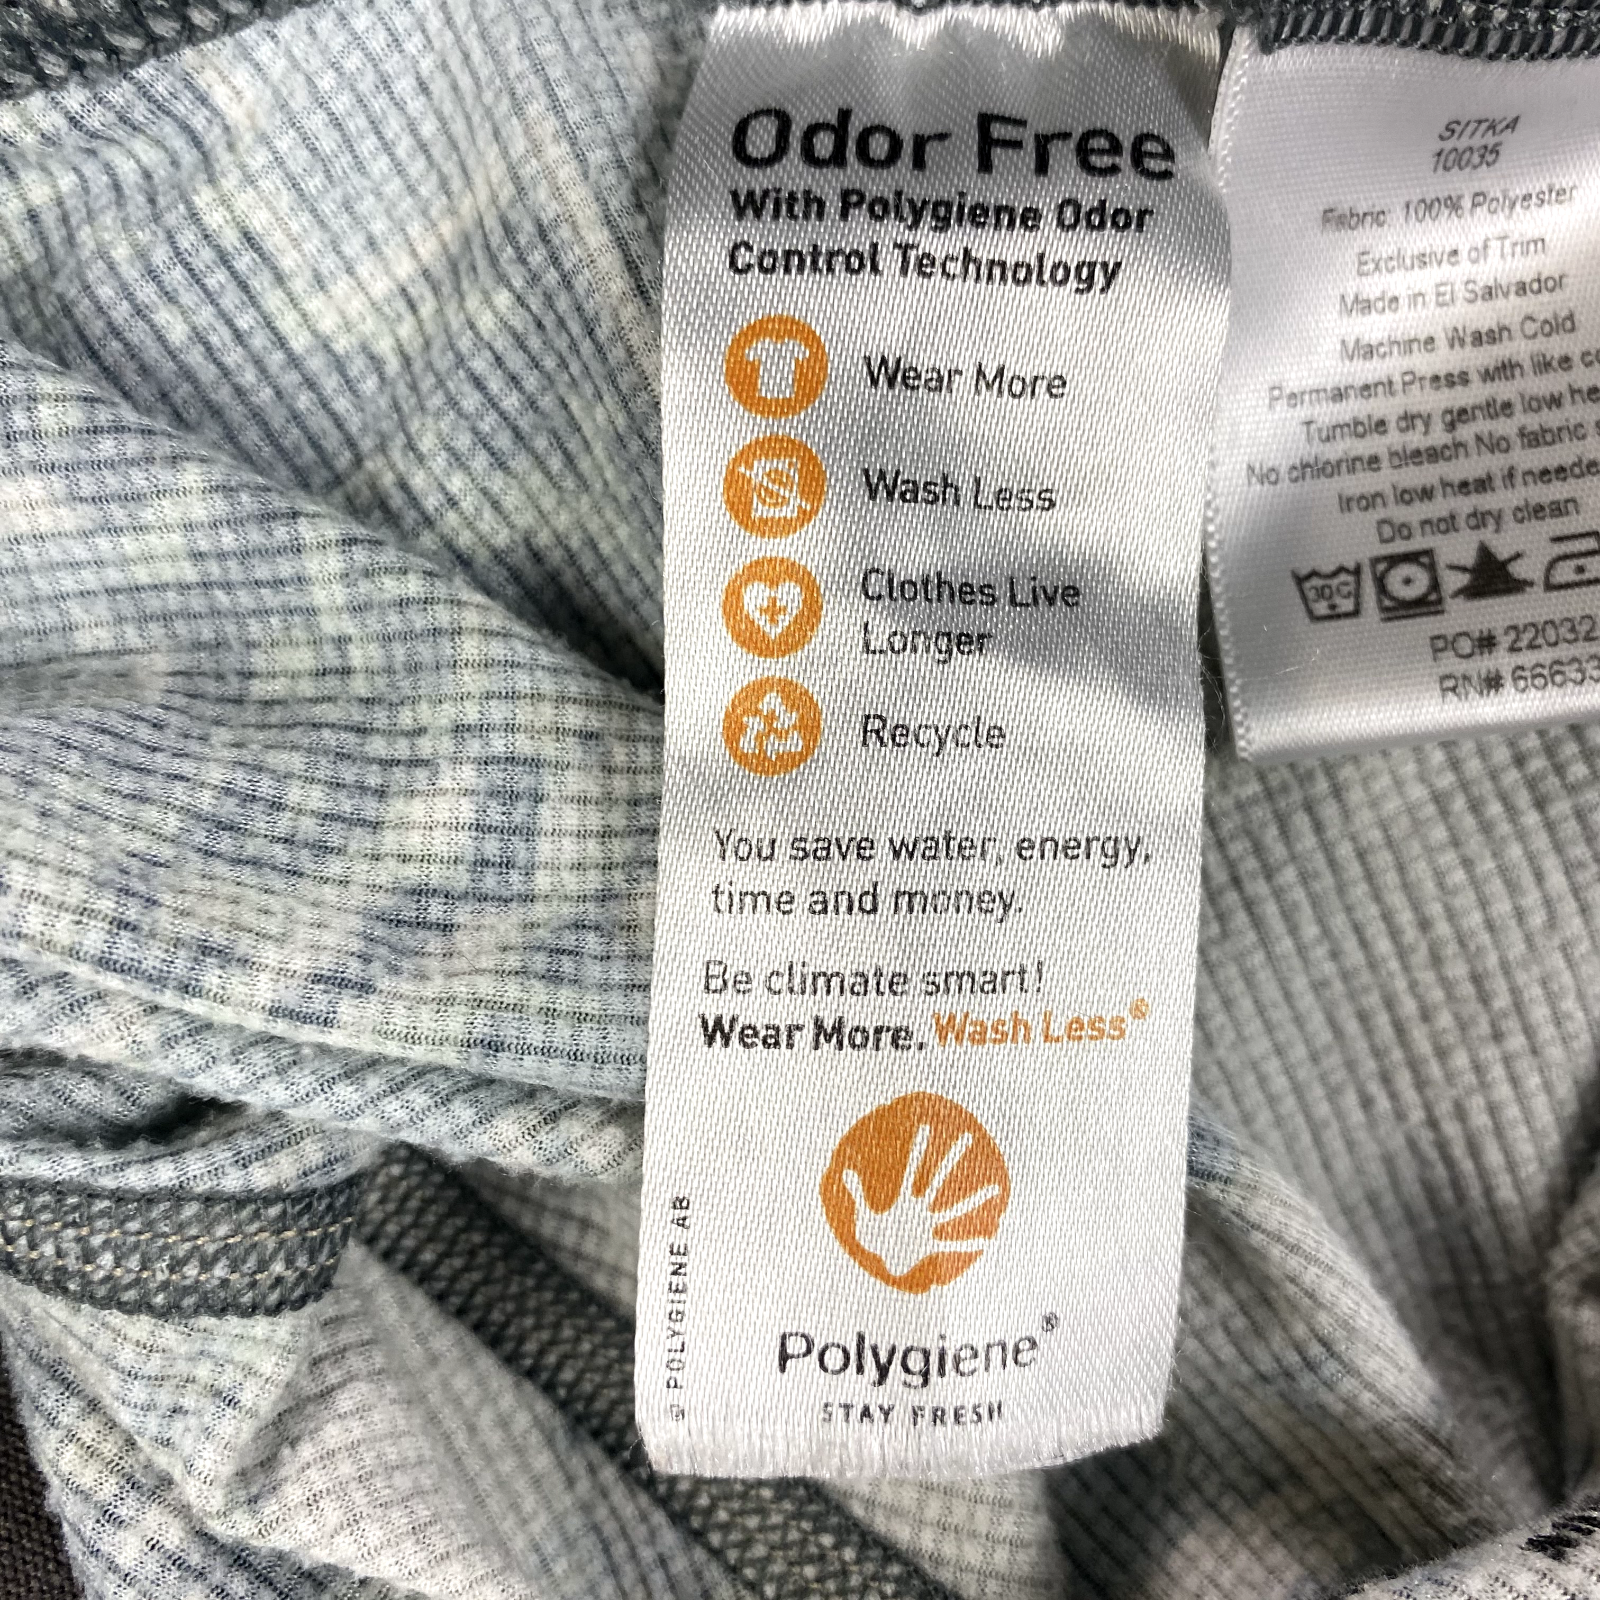 Odor Free
With Polygiene Odor
Control Technology
Wear More
Wash Less
Clothes Live
Longer
Recycle
You save water, energy,
time and money.
Be climate smart!
Wear More. Wash Less®
Polygiene®
STAY FRESH
© POLYGIENE AB
SITKA
10035
Fabric: 100% Polyester
Exclusive of Trim
Made in El Salvador
Machine Wash Cold
Permanent Press with like
Tumble dry gentle low
No chlorine bleach No fabric
Iron low heat if
Do not dry clean
30C
PO# 22032
RN# 66633